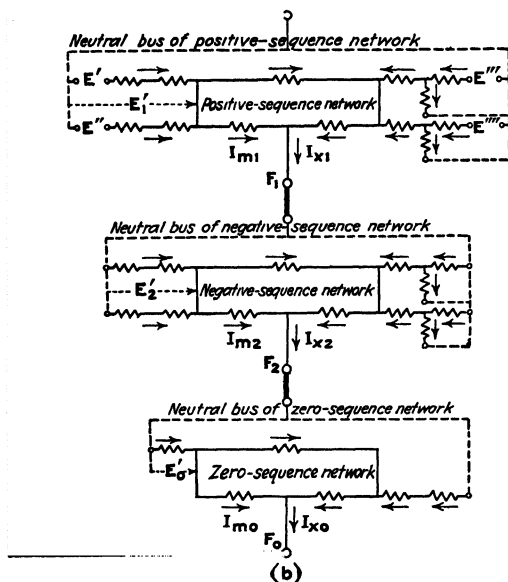 Neutral bus of positive-sequence network
E' E''''
E₁' Positive-sequence network
E'' E''''
Iₘ₁ Iₓ₁
F₁
Neutral bus of negative-sequence network
E₂' Negative-sequence network
Iₘ₂ Iₓ₂
F₂
Neutral bus of zero-sequence network
E₀' Zero-sequence network
Iₘ₀ Iₓ₀
F₀
(b)